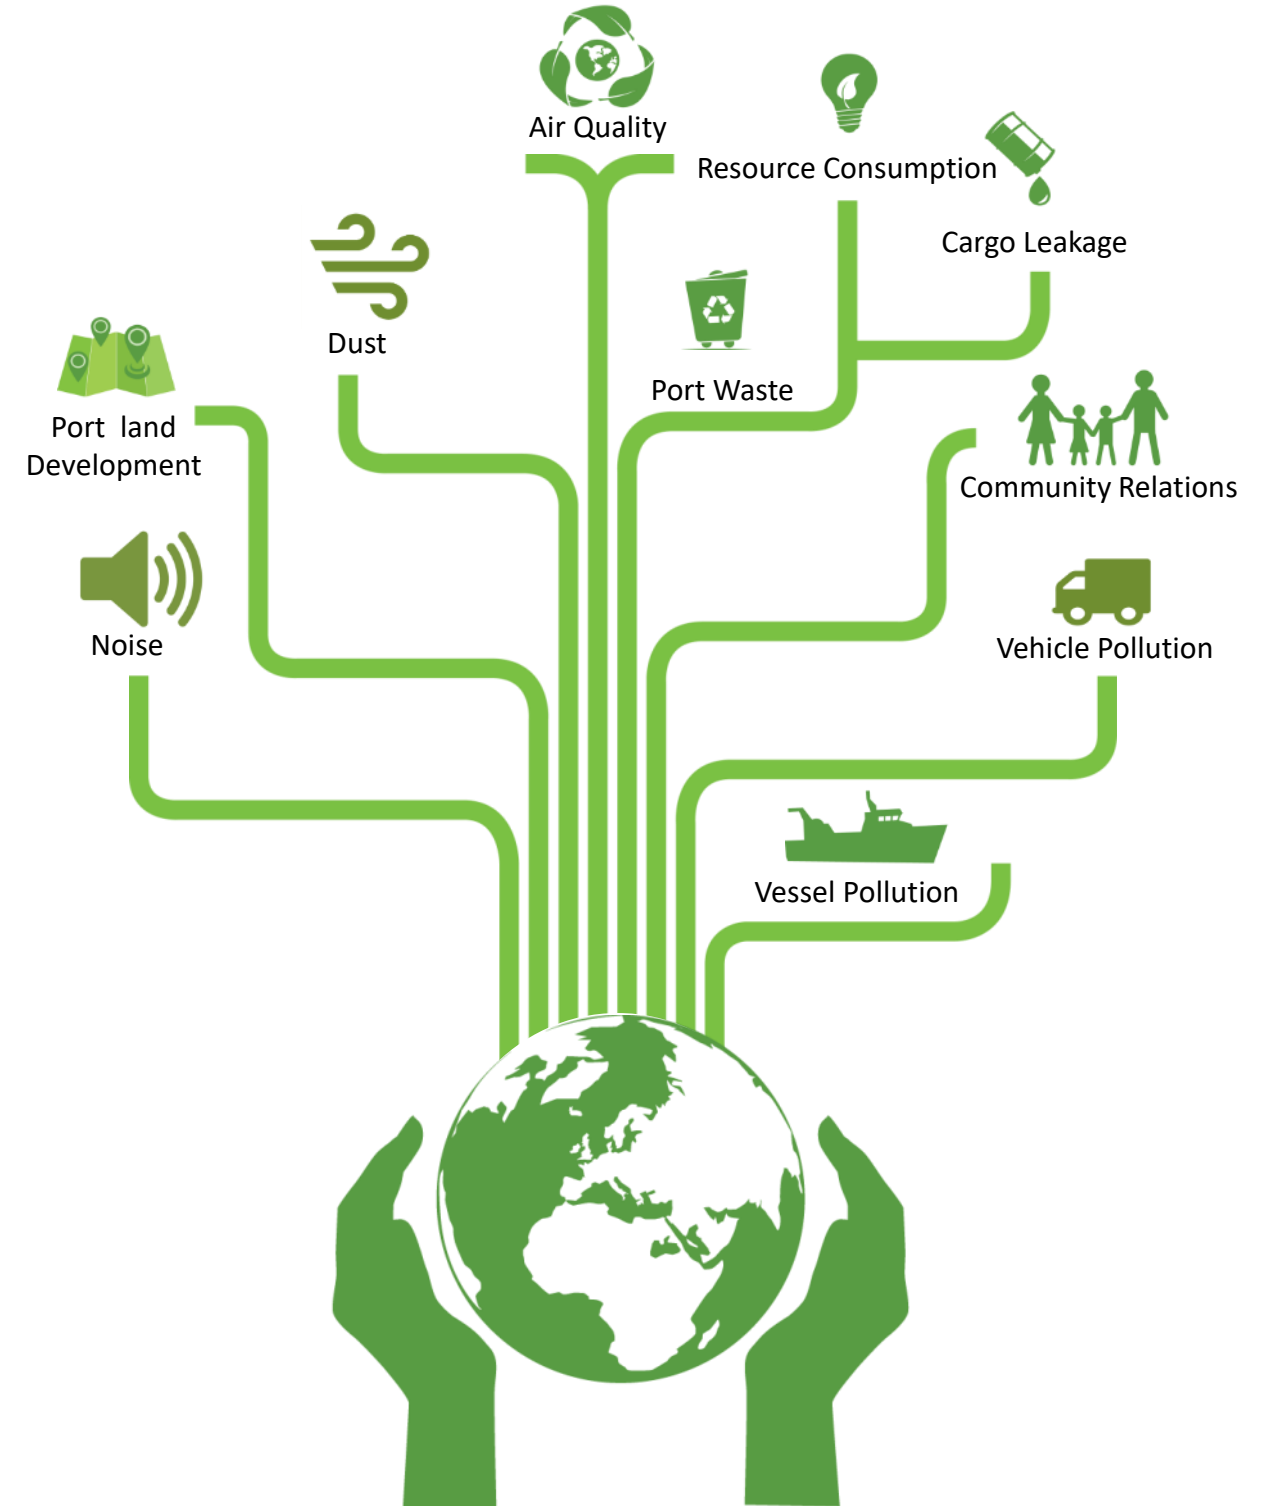 Air Quality
Resource Consumption
Cargo Leakage
Dust
Port Waste
Port  land
Development
Community Relations
Noise
Vehicle Pollution
Vessel Pollution